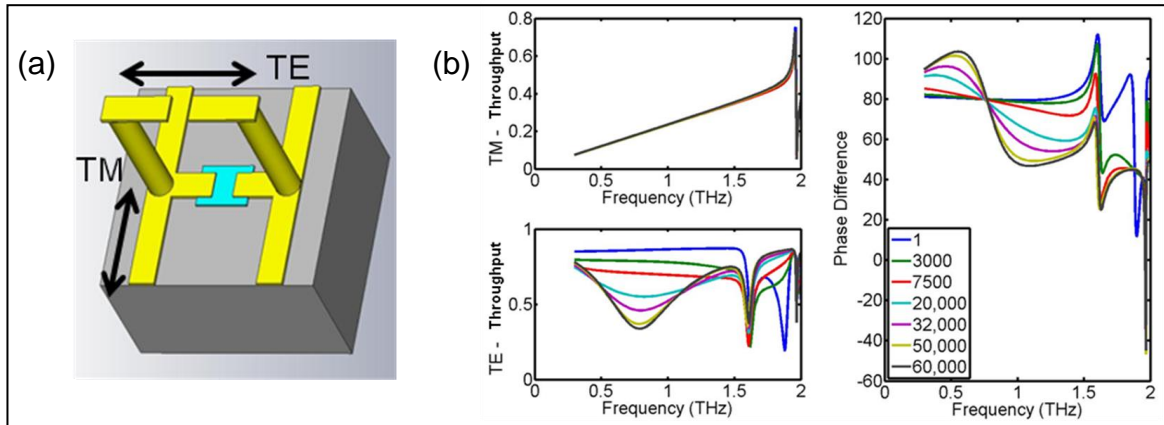 (a)
TE
TM
(b)
TM - Throughput
0.8
0.6
0.4
0.2
0
0 0.5 1 1.5 2
Frequency (THz)
TE - Throughput
1
0.5
0
0 0.5 1 1.5 2
Frequency (THz)
Phase Difference
120
100
80
60
40
20
0
-20
-40
-60
0 0.5 1 1.5 2
Frequency (THz)
1
3000
7500
20,000
32,000
50,000
60,000